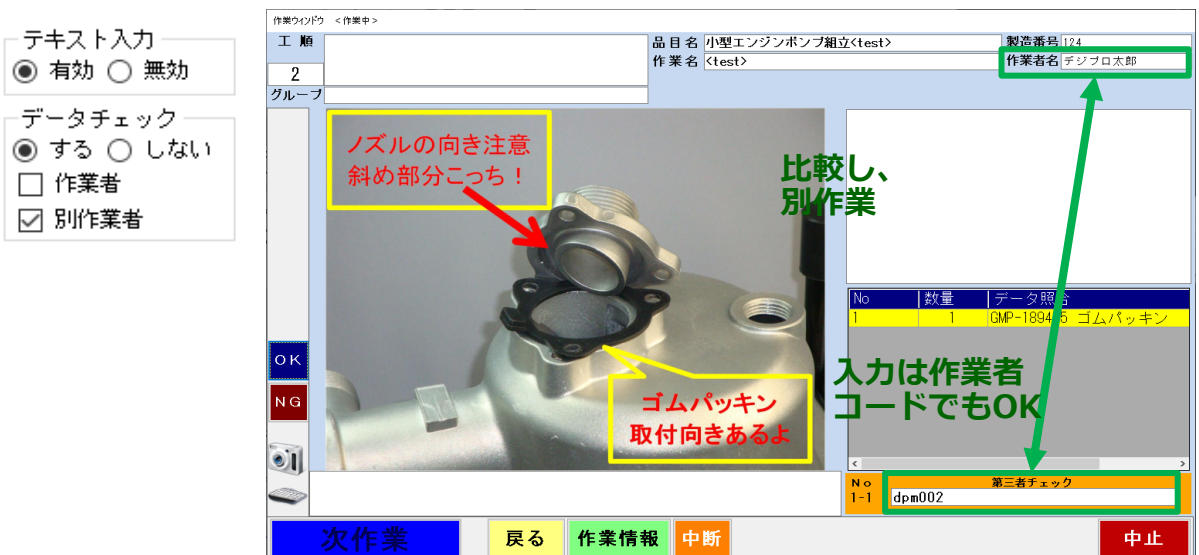 テキスト入力
有効 無効
データチェック
する しない
作業者
別作業者
作業ウィンドウ <作業中>
工 順
2
グループ
品 目 名 小型エンジンポンプ組立<test>
作 業 名 <test>
製造番号 124
作業者名 デジプロ太郎
ノズルの向き注意
斜め部分こっち！
比較し、
別作業
No 数量 データ照合
1 1 GMP-1894 5 ゴムパッキン
OK
NG
入力は作業者
コードでもOK
ゴムパッキン
取付向きあるよ
No
1-1
第三者チェック
dpm002
次作業
戻る
作業情報
中断
中止